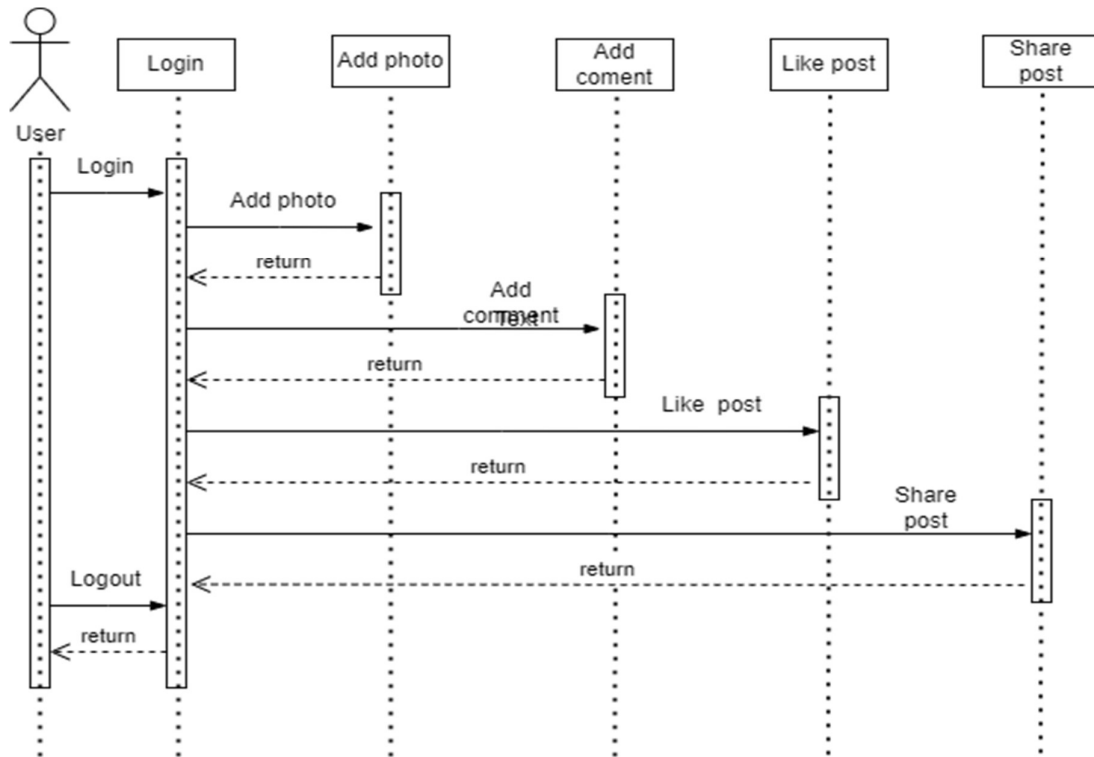 Login
Add photo
Add
coment
Like post
Share
post
User
Login
Add photo
return
Add
comment
Text
return
Like  post
return
Share
post
return
Logout
return